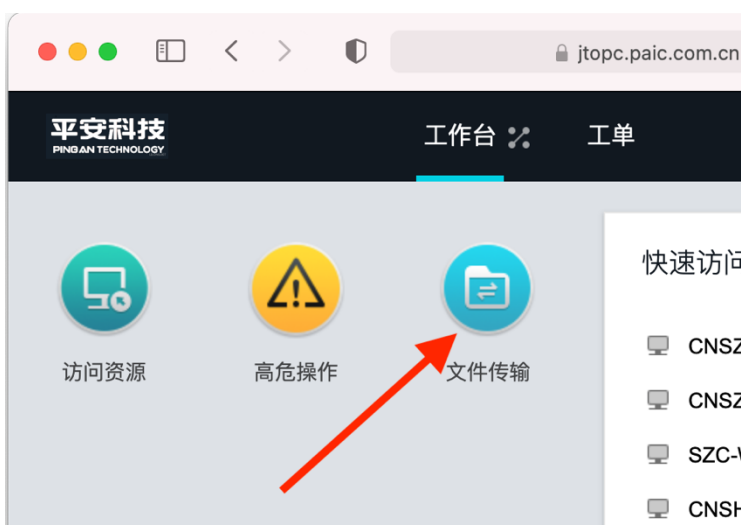 jtopc.paic.com.cn
平安科技
PINGAN TECHNOLOGY
工作台
工单
访问资源
高危操作
文件传输
快速访问
CNSZ
CNSZ
SZC-
CNSH